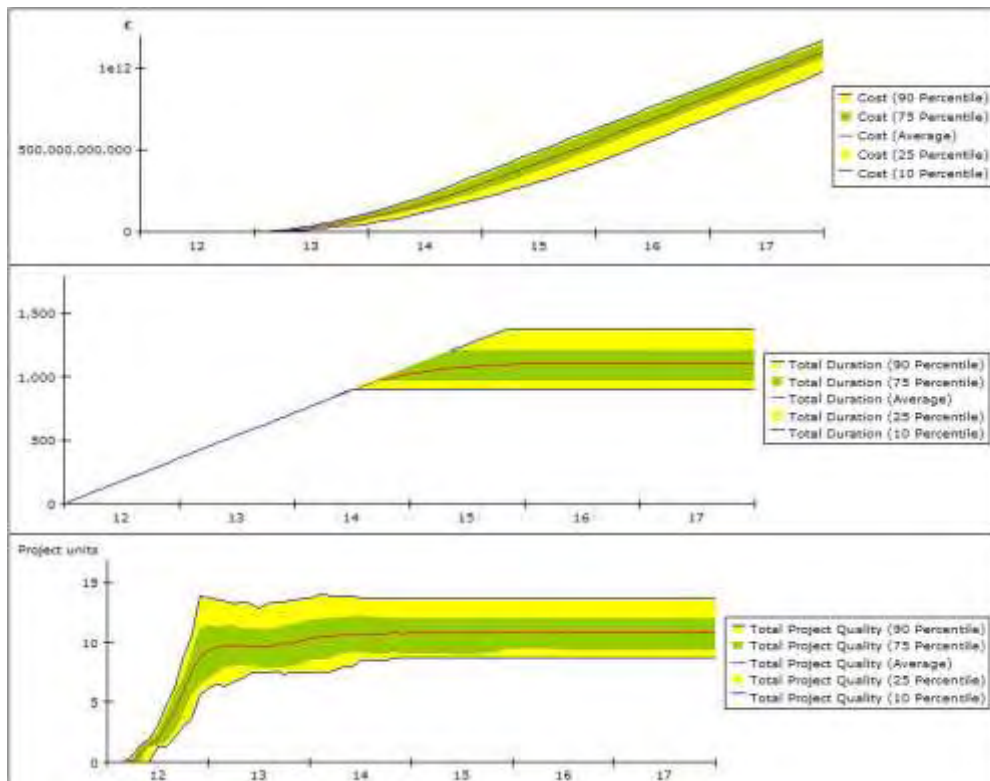 €
1e12
500,000,000,000
0
12 13 14 15 16 17
Cost (90 Percentile)
Cost (75 Percentile)
Cost (Average)
Cost (25 Percentile)
Cost (10 Percentile)
1,500
1,000
500
0
12 13 14 15 16 17
Total Duration (90 Percentile)
Total Duration (75 Percentile)
Total Duration (Average)
Total Duration (25 Percentile)
Total Duration (10 Percentile)
Project units
15
10
5
0
12 13 14 15 16 17
Total Project Quality (90 Percentile)
Total Project Quality (75 Percentile)
Total Project Quality (Average)
Total Project Quality (25 Percentile)
Total Project Quality (10 Percentile)